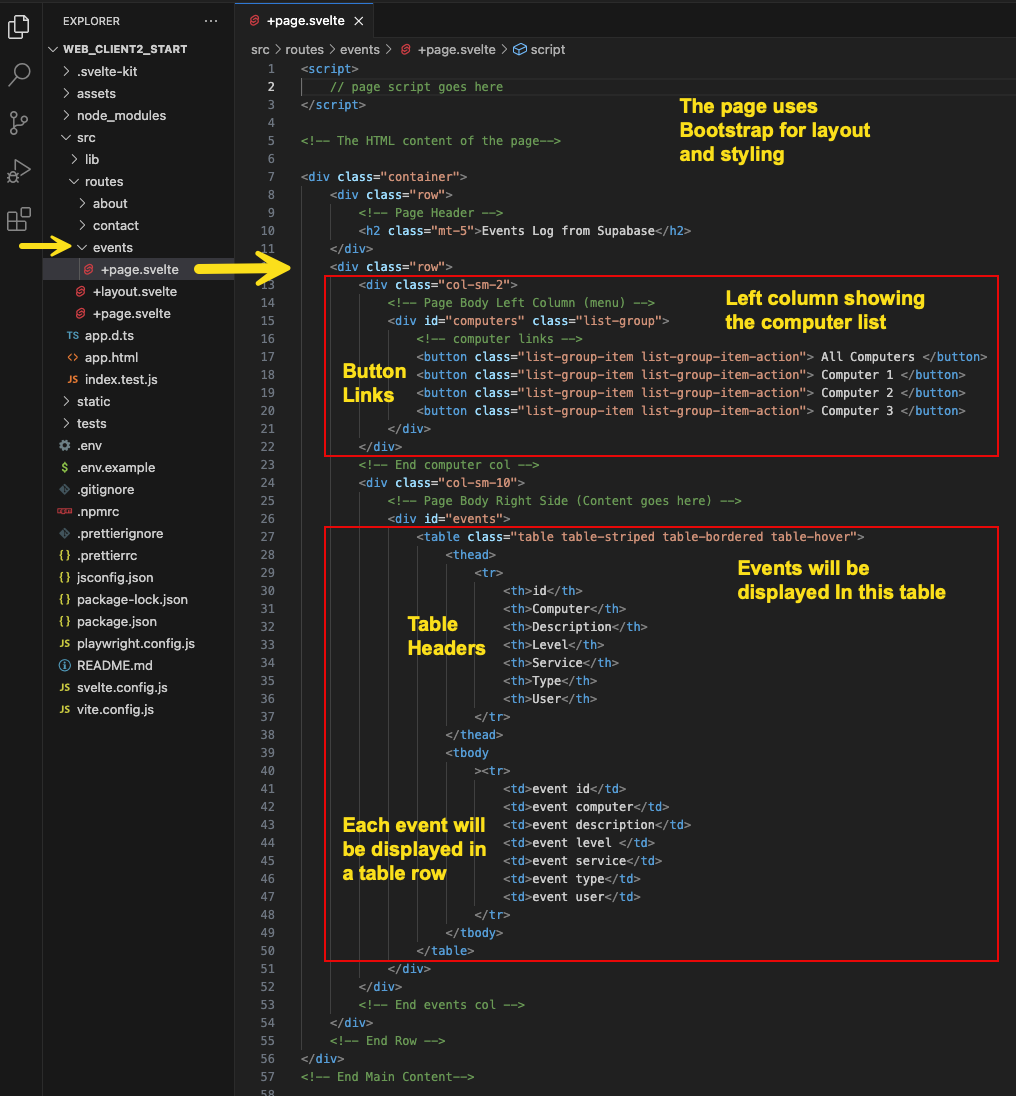 EXPLORER
···
WEB_CLIENT2_START
.svelte-kit
assets
node_modules
src
lib
routes
about
contact
events
+page.svelte
+layout.svelte
+page.svelte
TS app.d.ts
<> app.html
JS index.test.js
static
tests
.env
$ .env.example
.gitignore
.npmrc
.prettierignore
{} .prettierrc
{} jsconfig.json
{} package-lock.json
{} package.json
JS playwright.config.js
README.md
JS svelte.config.js
JS vite.config.js
+page.svelte
src > routes > events > +page.svelte > script
1 <script>
2 // page script goes here
3 </script>
4
5 <!-- The HTML content of the page-->
6
7 <div class="container">
8 <div class="row">
9 <!-- Page Header -->
10 <h2 class="mt-5">Events Log from Supabase</h2>
11 </div>
<div class="row">
13 <div class="col-sm-2">
14 <!-- Page Body Left Column (menu) -->
15 <div id="computers" class="list-group">
16 <!-- computer links -->
17 <button class="list-group-item list-group-item-action"> All Computers </button>
18 <button class="list-group-item list-group-item-action"> Computer 1 </button>
19 <button class="list-group-item list-group-item-action"> Computer 2 </button>
20 <button class="list-group-item list-group-item-action"> Computer 3 </button>
21 </div>
22 </div>
23 <!-- End computer col -->
24 <div class="col-sm-10">
25 <!-- Page Body Right Side (Content goes here) -->
26 <div id="events">
27 <table class="table table-striped table-bordered table-hover">
28 <thead>
29 <tr>
30 <th>id</th>
31 <th>Computer</th>
32 <th>Description</th>
33 <th>Level</th>
34 <th>Service</th>
35 <th>Type</th>
36 <th>User</th>
37 </tr>
38 </thead>
39 <tbody
40 ><tr>
41 <td>event id</td>
42 <td>event computer</td>
43 <td>event description</td>
44 <td>event level </td>
45 <td>event service</td>
46 <td>event type</td>
47 <td>event user</td>
48 </tr>
49 </tbody>
50 </table>
51 </div>
52 </div>
53 <!-- End events col -->
54 </div>
55 <!-- End Row -->
56 </div>
57 <!-- End Main Content-->
58
The page uses
Bootstrap for layout
and styling
Left column showing
the computer list
Button
Links
Events will be
displayed In this table
Table
Headers
Each event will
be displayed in
a table row